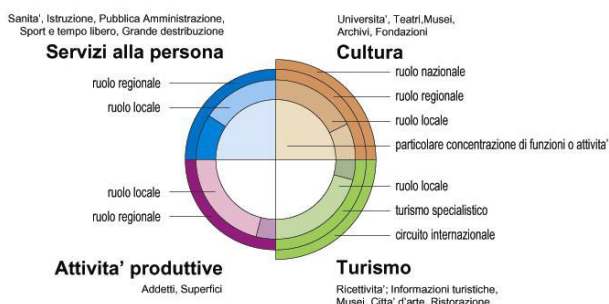 Sanita', Istruzione, Pubblica Amministrazione,
Sport e tempo libero, Grande destribuzione
Servizi alla persona
ruolo regionale
ruolo locale
Universita', Teatri,Musei,
Archivi, Fondazioni
Cultura
ruolo nazionale
ruolo regionale
ruolo locale
particolare concentrazione di funzioni o attivita'
ruolo locale
ruolo regionale
Attivita' produttive
Addetti, Superfici
ruolo locale
turismo specialistico
circuito internazionale
Turismo
Ricettivita'; Informazioni turistiche,
Musei, Citta' d'arte, Ristorazione